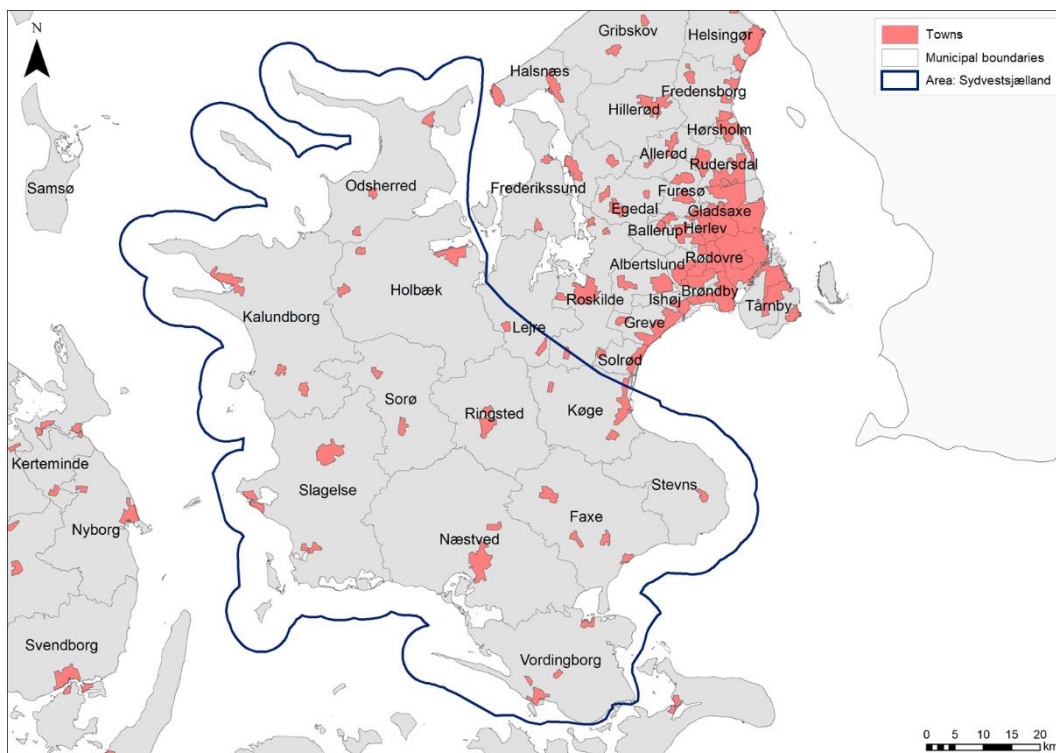 N
Gribskov
Helsingør
Towns
Municipal boundaries
Area: Sydvestsjælland
Halsnæs
Hillerød
Fredensborg
Hørsholm
Allerød
Rudersdal
Samsø
Odsherred
Frederikssund
Furesø
Egedal
Gladsaxe
Ballerup
Herlev
Albertslund
Rødovre
Holbæk
Roskilde
Ishøj
Brøndby
Tårnby
Kalundborg
Lejre
Greve
Solrød
Sorø
Ringsted
Køge
Kerteminde
Slagelse
Stevns
Nyborg
Næstved
Faxe
Svendborg
Vordingborg
0 5 10 15 20
km